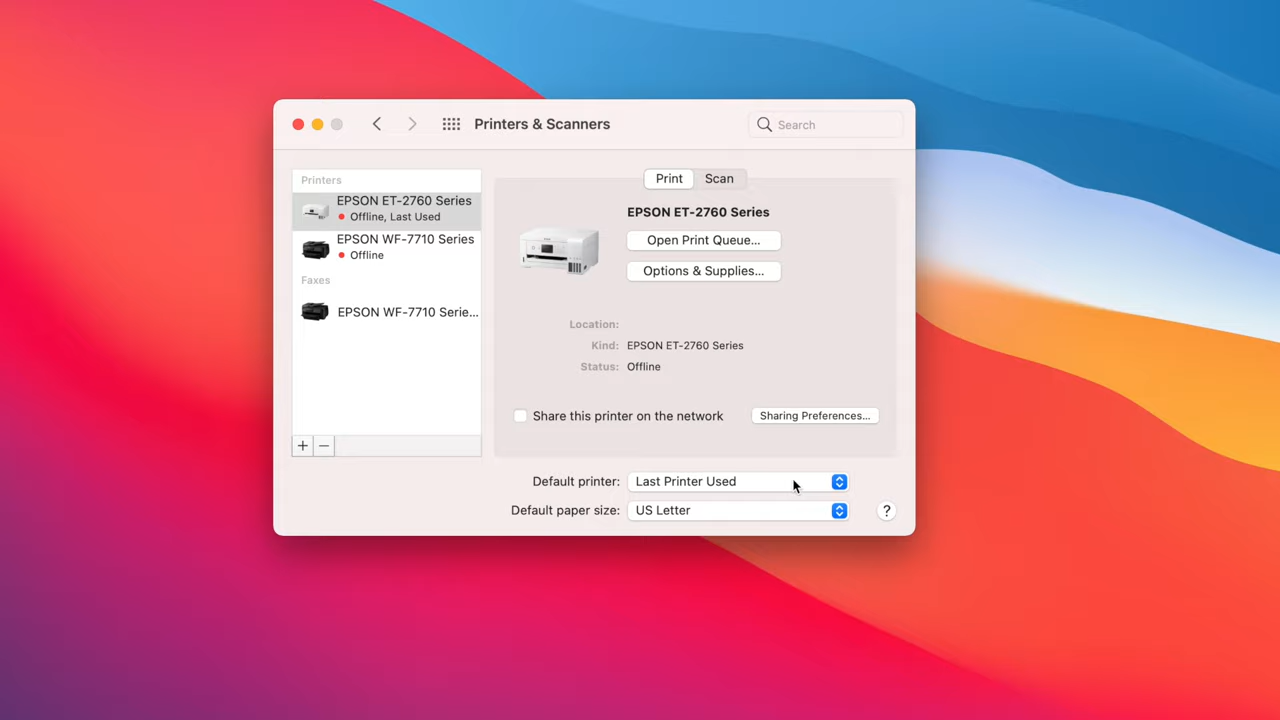 Printers & Scanners
Search
Printers
EPSON ET-2760 Series
Offline, Last Used
EPSON WF-7710 Series
Offline
Faxes
EPSON WF-7710 Serie...
+ −
Print Scan
EPSON ET-2760 Series
Open Print Queue...
Options & Supplies...
Location:
Kind: EPSON ET-2760 Series
Status: Offline
Share this printer on the network Sharing Preferences...
Default printer: Last Printer Used
Default paper size: US Letter ?